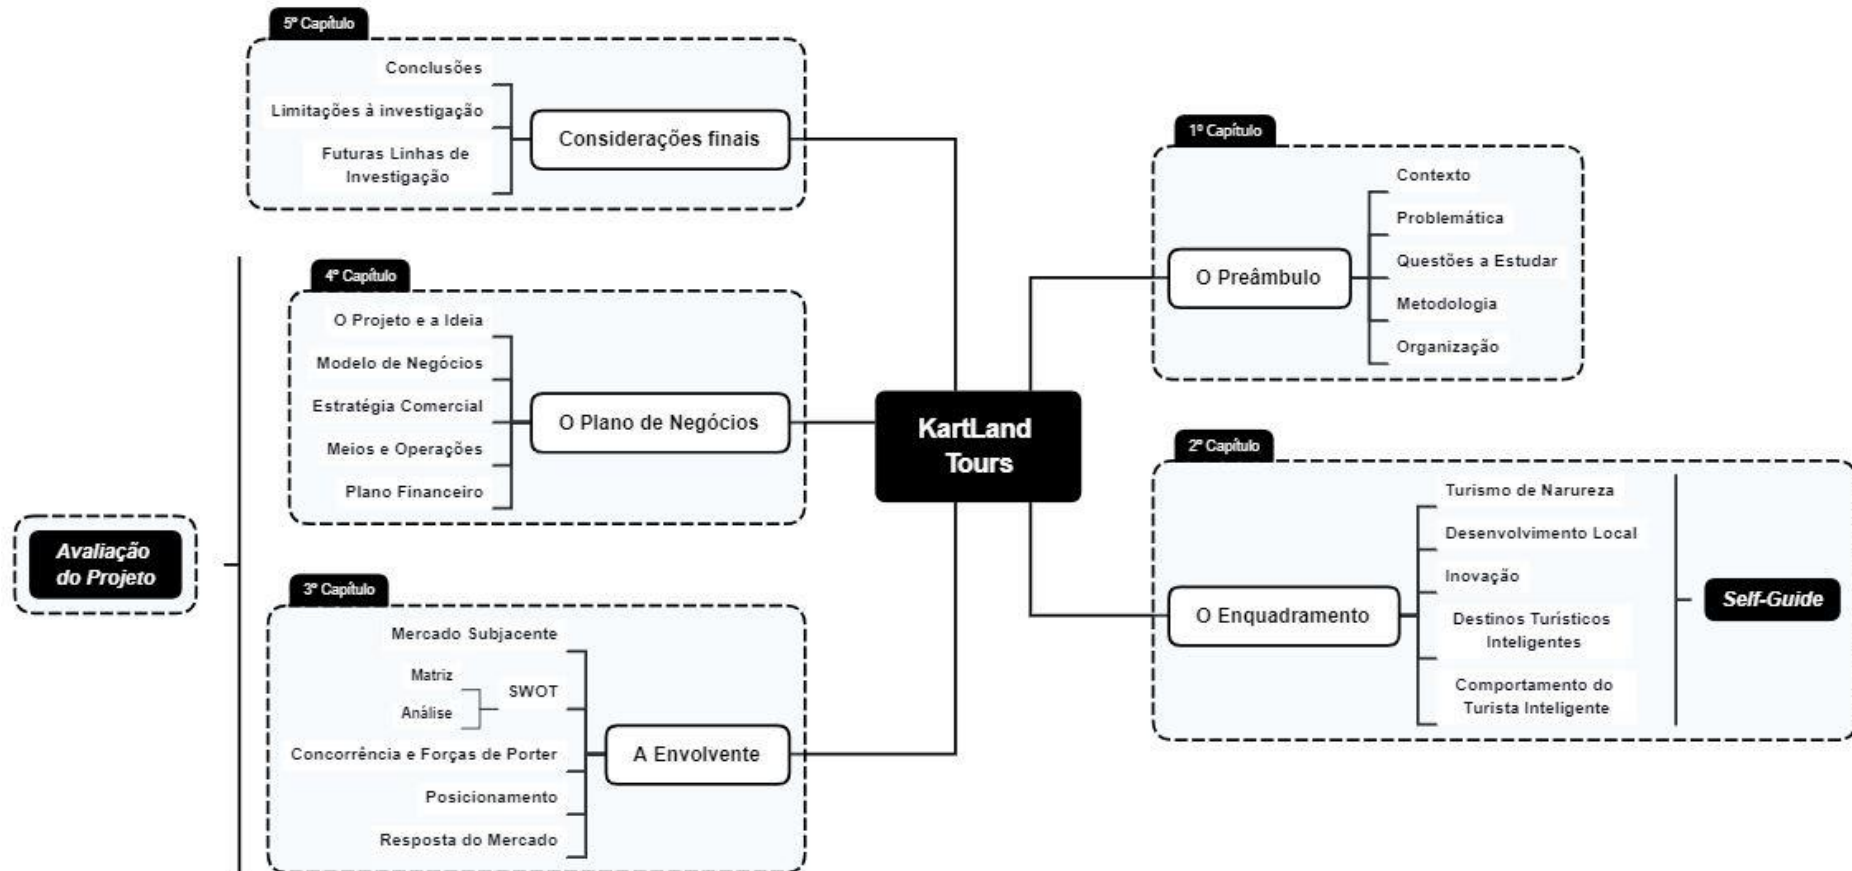 5º Capítulo
Conclusões
Limitações à investigação
Futuras Linhas de
Investigação
Considerações finais
1º Capítulo
Contexto
Problemática
Questões a Estudar
Metodologia
Organização
O Preâmbulo
4º Capítulo
O Projeto e a Ideia
Modelo de Negócios
Estratégia Comercial
Meios e Operações
Plano Financeiro
O Plano de Negócios
KartLand
Tours
2º Capítulo
Turismo de Narureza
Desenvolvimento Local
Inovação
Destinos Turísticos
Inteligentes
Comportamento do
Turista Inteligente
O Enquadramento
Self-Guide
Avaliação
do Projeto
3º Capítulo
Mercado Subjacente
Matriz
Análise
SWOT
Concorrência e Forças de Porter
Posicionamento
Resposta do Mercado
A Envolvente